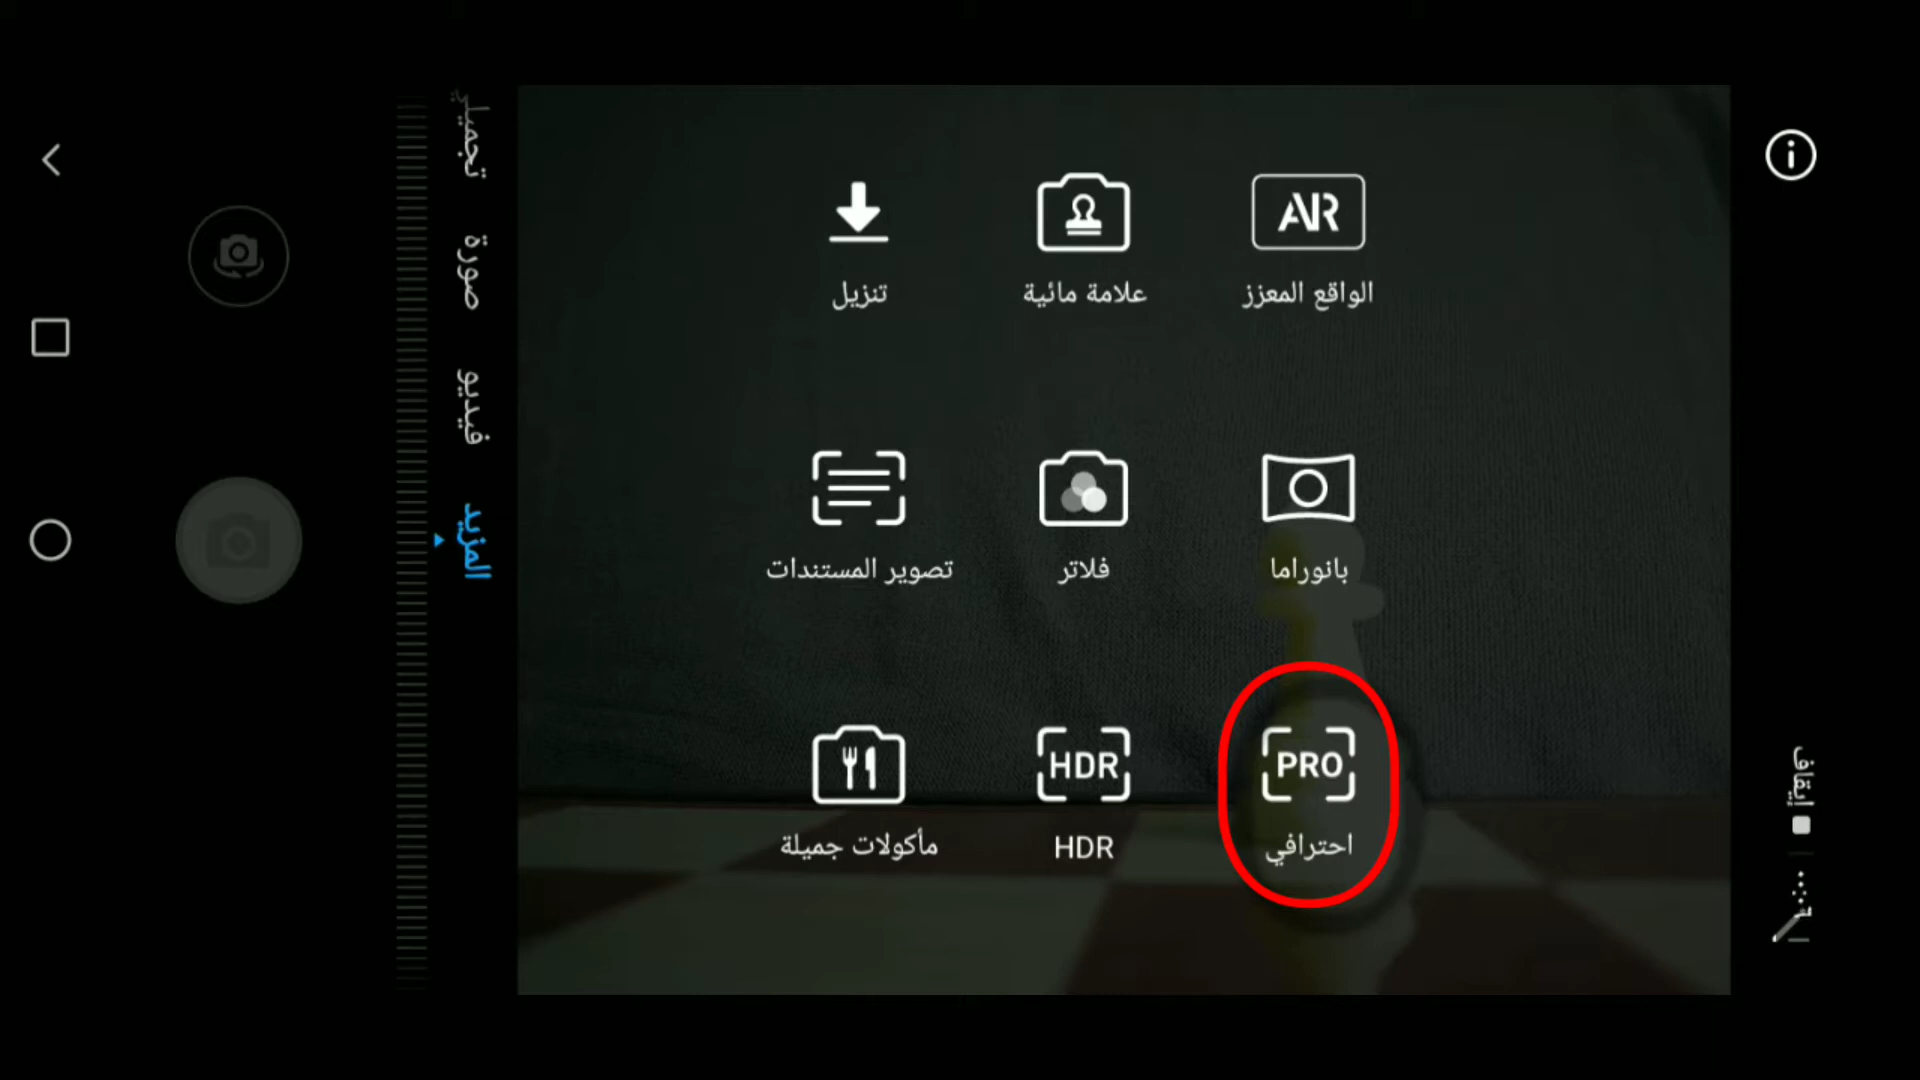 AR
الواقع المعزز
علامة مائية
تنزيل
بانوراما
فلاتر
تصوير المستندات
PRO
احترافي
HDR
HDR
مأكولات جميلة
تجميلي
صورة
فيديو
المزيد
إيقاف